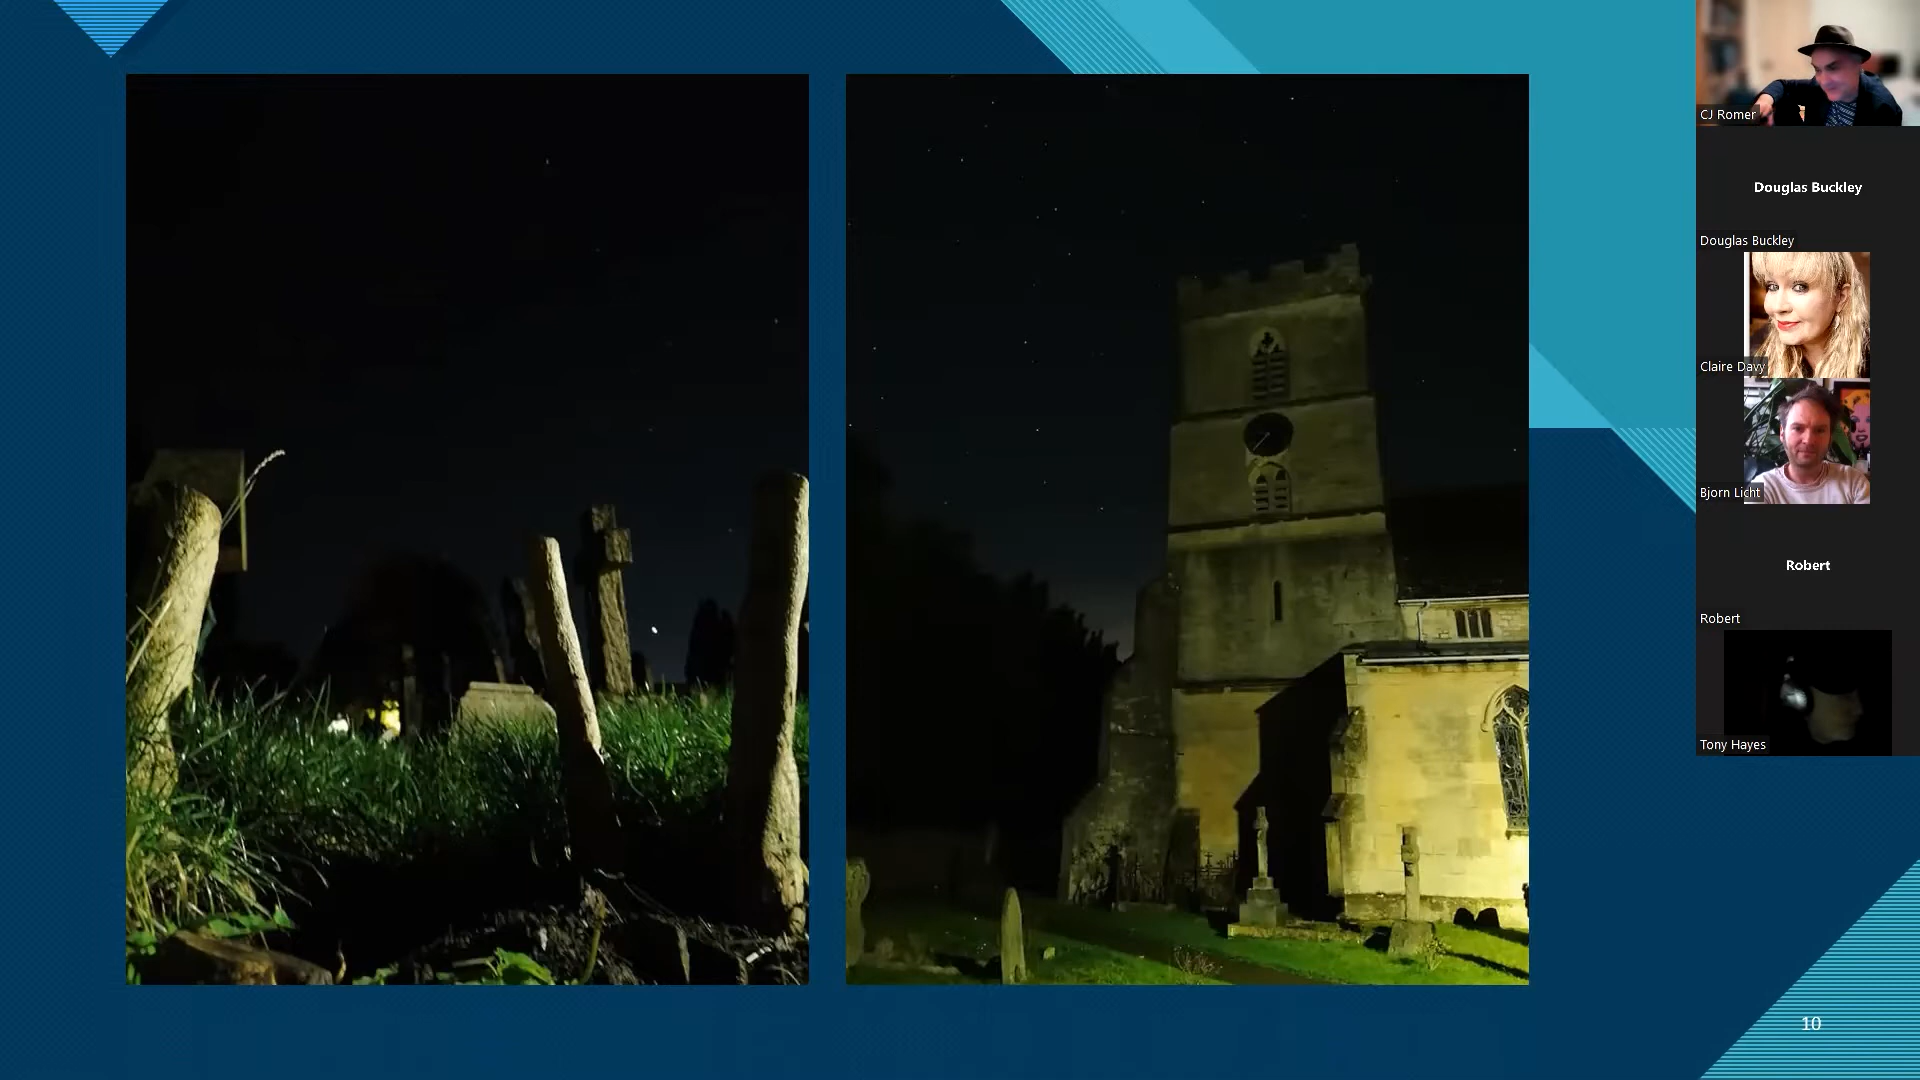 CJ Romer
Douglas Buckley
Douglas Buckley
Claire Davy
Bjorn Licht
Robert
Robert
Tony Hayes
10